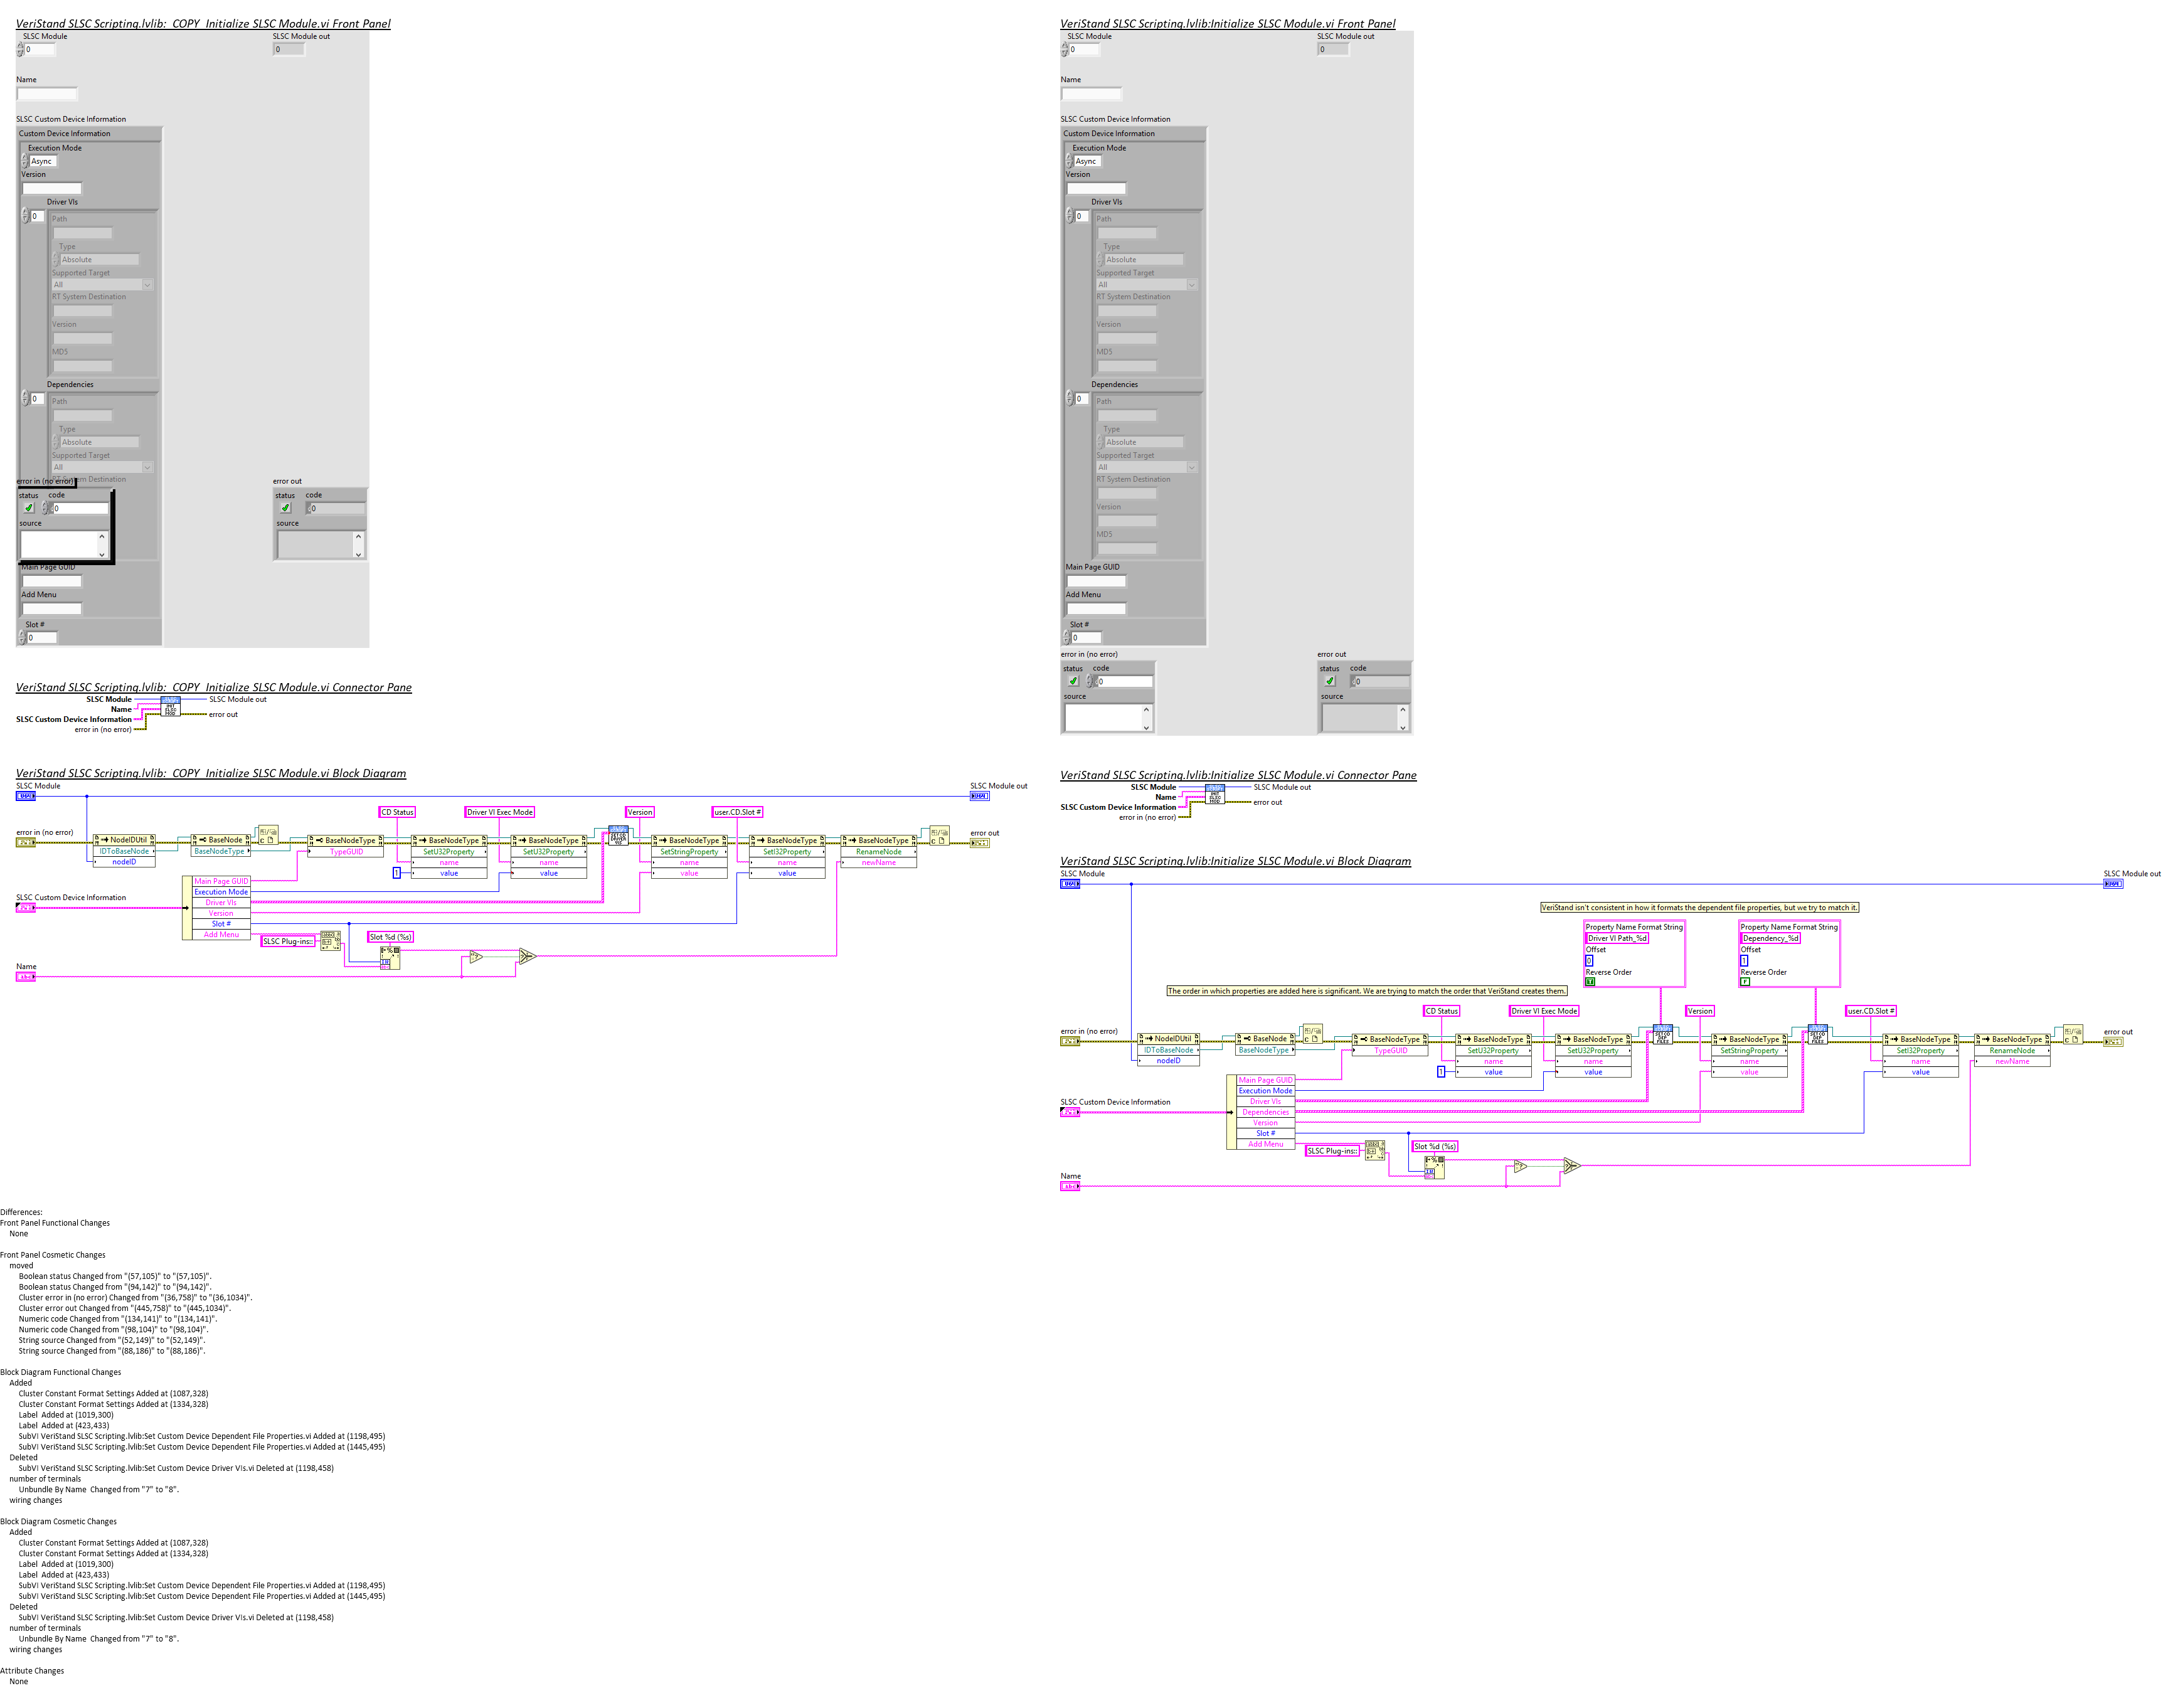 VeriStand SLSC Scripting.lvlib:_COPY_Initialize SLSC Module.vi Front Panel
SLSC Module
SLSC Module out
0
0
Name
SLSC Custom Device Information
Custom Device Information
Execution Mode
Async
Version
Driver VIs
0
Path
Type
Absolute
Supported Target
All
RT System Destination
Version
MD5
Dependencies
0
Path
Type
Absolute
Supported Target
All
error in (no error)
error out
status code
0
source
status code
0
source
Main Page GUID
Add Menu
Slot #
0
VeriStand SLSC Scripting.lvlib:_COPY_Initialize SLSC Module.vi Connector Pane
SLSC Module
SLSC Module out
Name
SLSC Custom Device Information
error out
error in (no error)
VeriStand SLSC Scripting.lvlib:_COPY_Initialize SLSC Module.vi Block Diagram
SLSC Module
SLSC Module out
CD Status
Driver VI Exec Mode
Version
user.CD.Slot #
error in (no error)
error out
NodeIDUtil
IDToBaseNode
nodeID
BaseNode
BaseNodeType
BaseNodeType
TypeGUID
BaseNodeType
SetU32Property
name
value
1
BaseNodeType
SetU32Property
name
value
BaseNodeType
SetStringProperty
name
value
BaseNodeType
SetI32Property
name
value
BaseNodeType
RenameNode
newName
SLSC Custom Device Information
Main Page GUID
Execution Mode
Driver VIs
Version
Slot #
Add Menu
SLSC Plug-ins::
Slot %d (%s)
Name
VeriStand SLSC Scripting.lvlib:Initialize SLSC Module.vi Front Panel
SLSC Module
SLSC Module out
0
0
Name
SLSC Custom Device Information
Custom Device Information
Execution Mode
Async
Version
Driver VIs
0
Path
Type
Absolute
Supported Target
All
RT System Destination
Version
MD5
Dependencies
0
Path
Type
Absolute
Supported Target
All
RT System Destination
Version
MD5
Main Page GUID
Add Menu
Slot #
0
error in (no error)
error out
status code
0
source
status code
0
source
VeriStand SLSC Scripting.lvlib:Initialize SLSC Module.vi Connector Pane
SLSC Module
SLSC Module out
Name
SLSC Custom Device Information
error out
error in (no error)
VeriStand SLSC Scripting.lvlib:Initialize SLSC Module.vi Block Diagram
SLSC Module
SLSC Module out
VeriStand isn't consistent in how it formats the dependent file properties, but we try to match it.
Property Name Format String
Driver VI Path_%d
Offset
0
Reverse Order
T
Property Name Format String
Dependency_%d
Offset
1
Reverse Order
F
The order in which properties are added here is significant. We are trying to match the order that VeriStand creates them.
CD Status
Driver VI Exec Mode
Version
user.CD.Slot #
error in (no error)
error out
NodeIDUtil
IDToBaseNode
nodeID
BaseNode
BaseNodeType
BaseNodeType
TypeGUID
BaseNodeType
SetU32Property
name
value
1
BaseNodeType
SetU32Property
name
value
BaseNodeType
SetStringProperty
name
value
BaseNodeType
SetI32Property
name
value
BaseNodeType
RenameNode
newName
SLSC Custom Device Information
Main Page GUID
Execution Mode
Driver VIs
Dependencies
Version
Slot #
Add Menu
SLSC Plug-ins::
Slot %d (%s)
Name
Differences:
Front Panel Functional Changes
None
Front Panel Cosmetic Changes
moved
Boolean status Changed from "(57,105)" to "(57,105)".
Boolean status Changed from "(94,142)" to "(94,142)".
Cluster error in (no error) Changed from "(36,758)" to "(36,1034)".
Cluster error out Changed from "(445,758)" to "(445,1034)".
Numeric code Changed from "(134,141)" to "(134,141)".
Numeric code Changed from "(98,104)" to "(98,104)".
String source Changed from "(52,149)" to "(52,149)".
String source Changed from "(88,186)" to "(88,186)".
Block Diagram Functional Changes
Added
Cluster Constant Format Settings Added at (1087,328)
Cluster Constant Format Settings Added at (1334,328)
Label  Added at (1019,300)
Label  Added at (423,433)
SubVI VeriStand SLSC Scripting.lvlib:Set Custom Device Dependent File Properties.vi Added at (1198,495)
SubVI VeriStand SLSC Scripting.lvlib:Set Custom Device Dependent File Properties.vi Added at (1445,495)
Deleted
SubVI VeriStand SLSC Scripting.lvlib:Set Custom Device Driver VIs.vi Deleted at (1198,458)
number of terminals
Unbundle By Name  Changed from "7" to "8".
wiring changes
Block Diagram Cosmetic Changes
Added
Cluster Constant Format Settings Added at (1087,328)
Cluster Constant Format Settings Added at (1334,328)
Label  Added at (1019,300)
Label  Added at (423,433)
SubVI VeriStand SLSC Scripting.lvlib:Set Custom Device Dependent File Properties.vi Added at (1198,495)
SubVI VeriStand SLSC Scripting.lvlib:Set Custom Device Dependent File Properties.vi Added at (1445,495)
Deleted
SubVI VeriStand SLSC Scripting.lvlib:Set Custom Device Driver VIs.vi Deleted at (1198,458)
number of terminals
Unbundle By Name  Changed from "7" to "8".
wiring changes
Attribute Changes
None